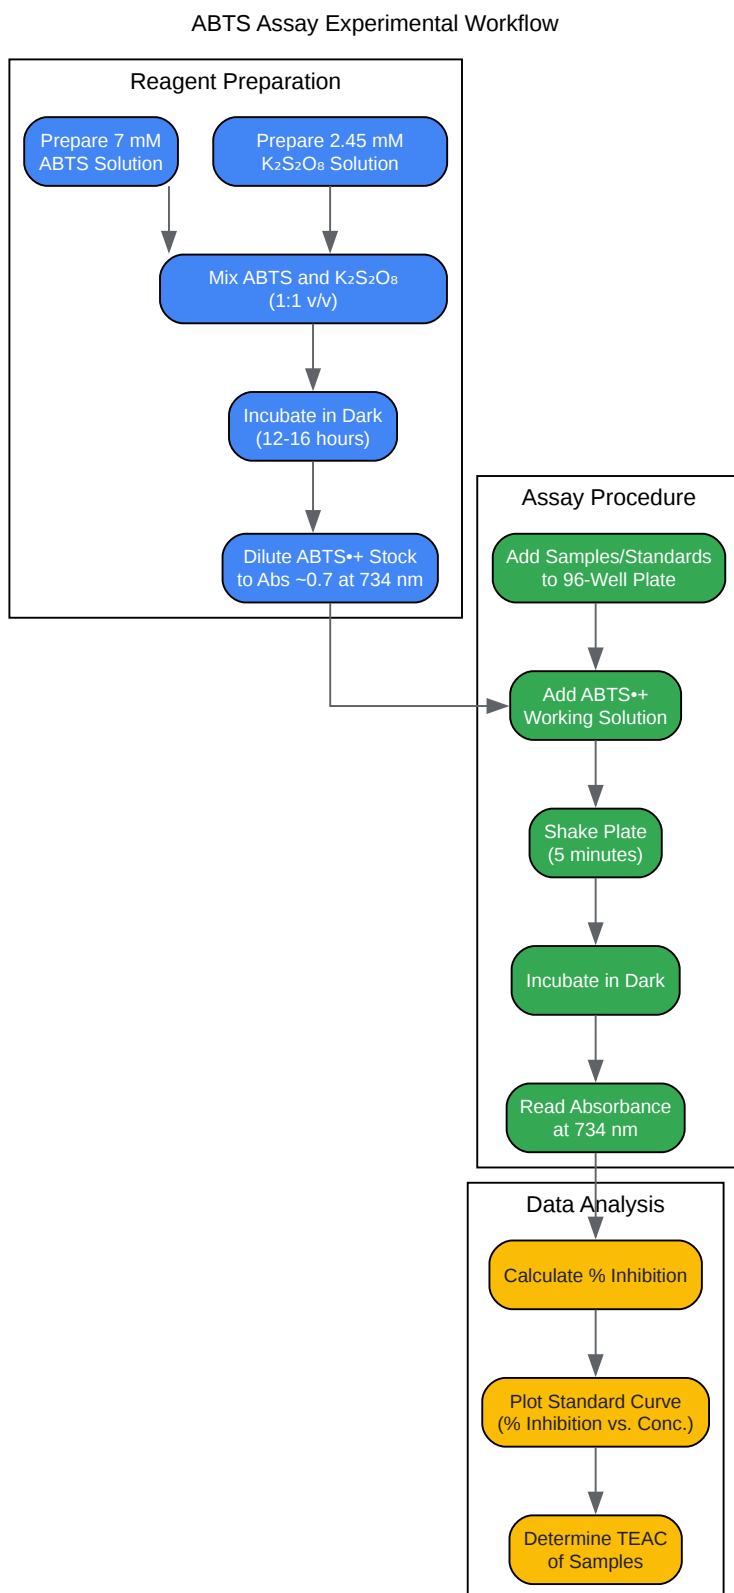 ABTS Assay Experimental Workflow
Reagent Preparation
Prepare 7 mM
ABTS Solution
Prepare 2.45 mM
K₂S₂O₈ Solution
Mix ABTS and K₂S₂O₈
(1:1 v/v)
Incubate in Dark
(12-16 hours)
Dilute ABTS•+ Stock
to Abs ~0.7 at 734 nm
Assay Procedure
Add Samples/Standards
to 96-Well Plate
Add ABTS•+
Working Solution
Shake Plate
(5 minutes)
Incubate in Dark
Read Absorbance
at 734 nm
Data Analysis
Calculate % Inhibition
Plot Standard Curve
(% Inhibition vs. Conc.)
Determine TEAC
of Samples